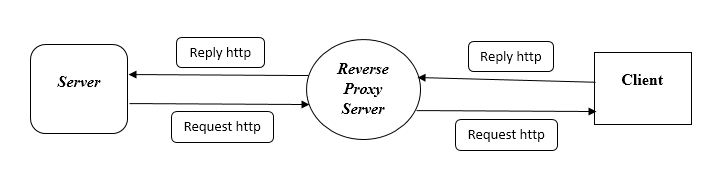 Reply http
Reply http
Server
Reverse
Proxy
Server
Client
Request http
Request http